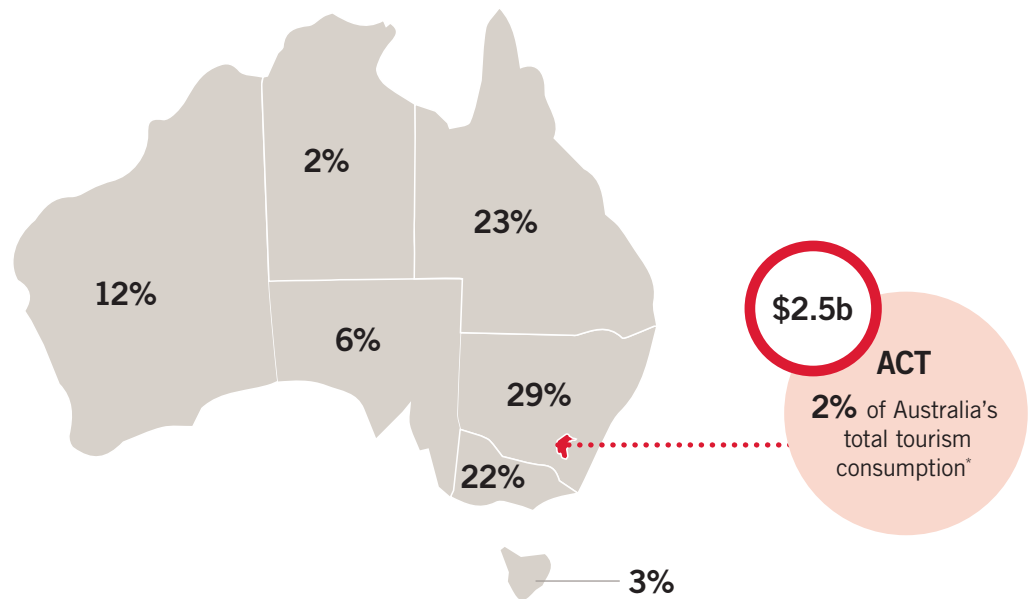 2%
23%
12%
6%
29%
22%
3%
$2.5b
ACT
2% of Australia's
total tourism
consumption*